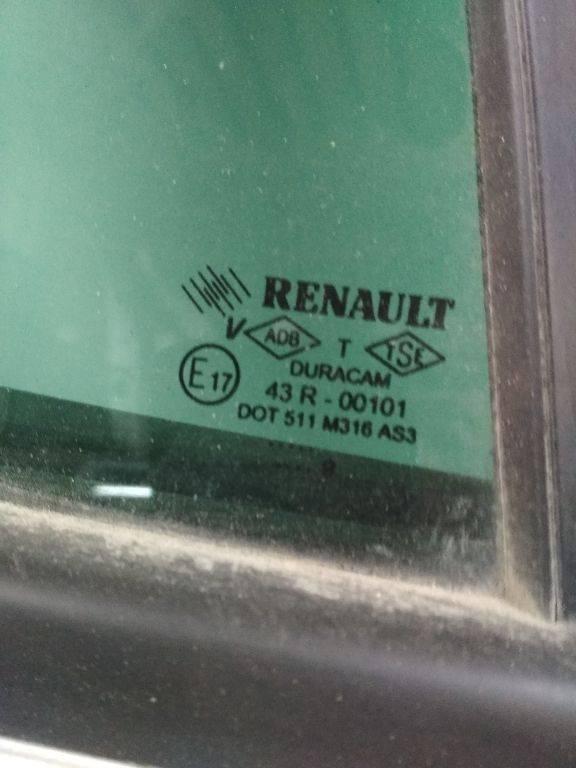 RENAULT
V ADB T TSE
DURACAM
E17
43 R - 00101
DOT 511 M316 AS3